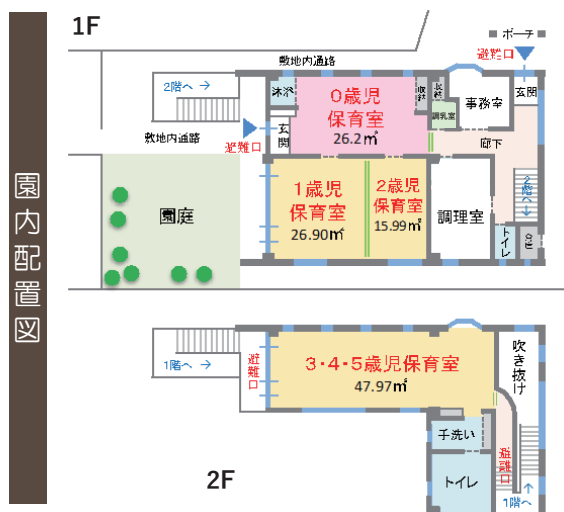 園内配置図
1F
ポーチ
避難口
敷地内通路
2階へ →
沐浴
0歳児
保育室
26.2㎡
収納
収納
調乳室
事務室
玄関
敷地内通路
避難口
玄関
廊下
園庭
1歳児
保育室
26.90㎡
2歳児
保育室
15.99㎡
調理室
2階へ→
トイレ
1階へ →
避難口
3・4・5歳児保育室
47.97㎡
吹き抜け
手洗い
避難口
トイレ
2F
1階へ